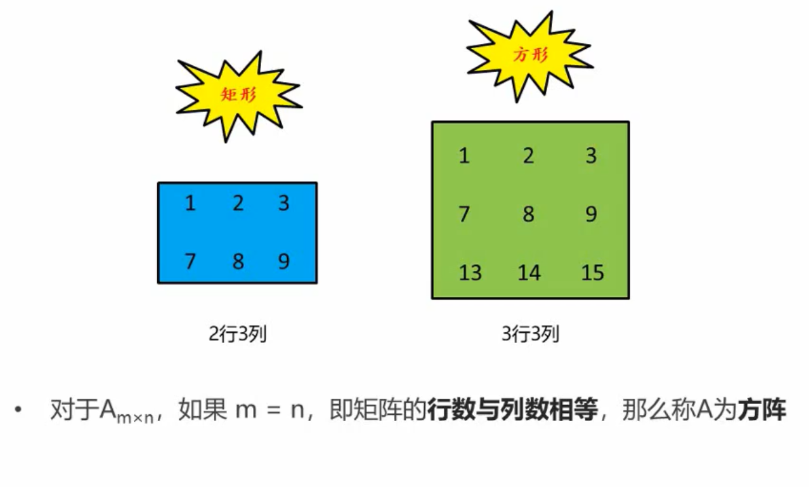 矩形
方形
1 2 3
7 8 9
1 2 3
7 8 9
13 14 15
2行3列
3行3列
• 对于Am×n，如果 m = n，即矩阵的行数与列数相等，那么称A为方阵